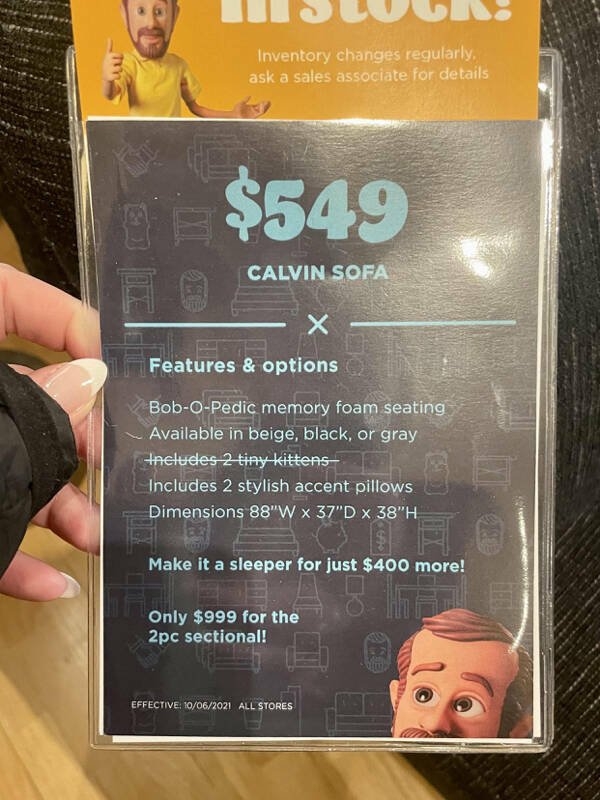 in stock!
Inventory changes regularly,
ask a sales associate for details
$549
CALVIN SOFA
X
Features & options
Bob-O-Pedic memory foam seating
Available in beige, black, or gray
Includes 2 tiny kittens
Includes 2 stylish accent pillows
Dimensions 88"W x 37"D x 38"H
Make it a sleeper for just $400 more!
Only $999 for the
2pc sectional!
EFFECTIVE: 10/06/2021 ALL STORES